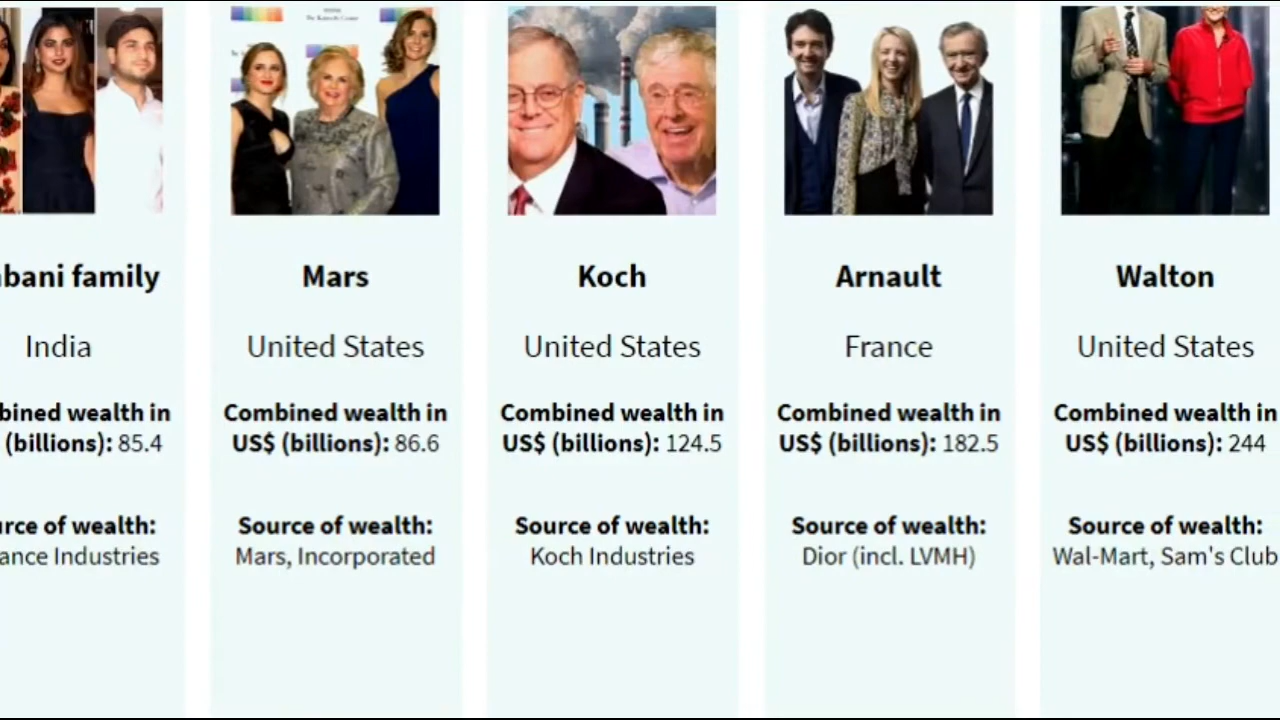 bani family
India
bined wealth in
(billions): 85.4
urce of wealth:
ance Industries
The Kennedy Center
Mars
United States
Combined wealth in
US$ (billions): 86.6
Source of wealth:
Mars, Incorporated
Koch
United States
Combined wealth in
US$ (billions): 124.5
Source of wealth:
Koch Industries
Arnault
France
Combined wealth in
US$ (billions): 182.5
Source of wealth:
Dior (incl. LVMH)
Walton
United States
Combined wealth in
US$ (billions): 244
Source of wealth:
Wal-Mart, Sam's Club